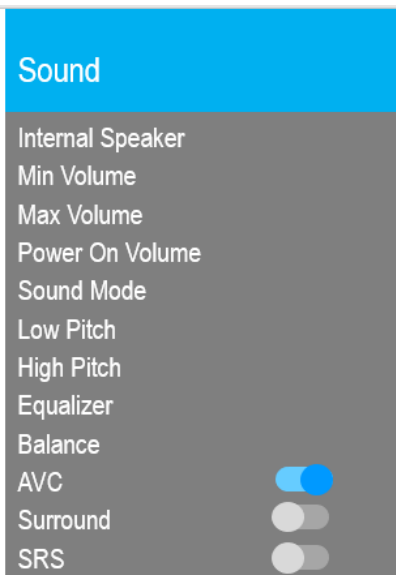 Sound
Internal Speaker
Min Volume
Max Volume
Power On Volume
Sound Mode
Low Pitch
High Pitch
Equalizer
Balance
AVC
Surround
SRS